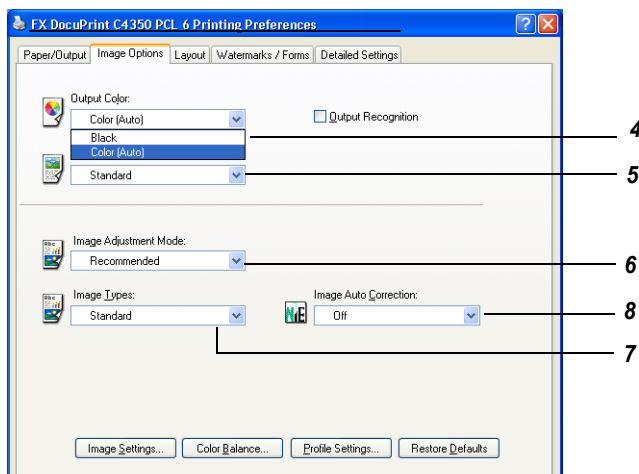 FX DocuPrint C4350 PCL 6 Printing Preferences
Paper/Output Image Options Layout Watermarks / Forms Detailed Settings
Output Color:
Color (Auto)
Output Recognition
Black
Color (Auto)
4
Standard
5
Image Adjustment Mode:
Recommended
6
Image Types:
Image Auto Correction:
Standard
Off
8
7
Image Settings... Color Balance... Profile Settings... Restore Defaults